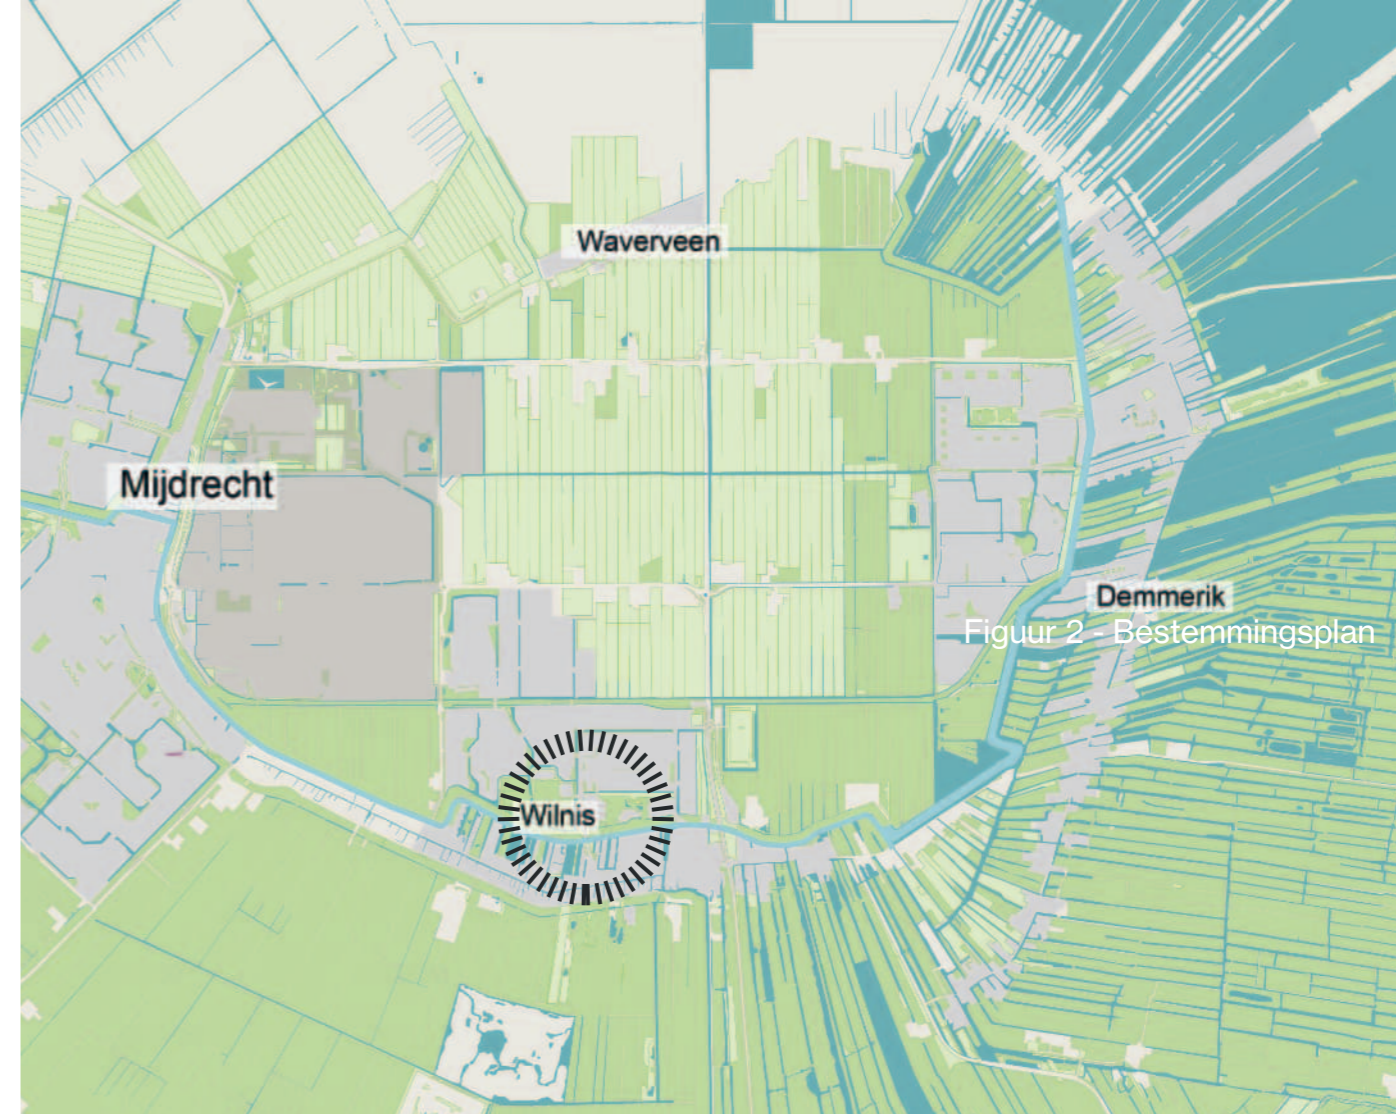 Waverveen
Mijdrecht
Demmerik
Figuur 2 - Bestemmingsplan
Wilnis